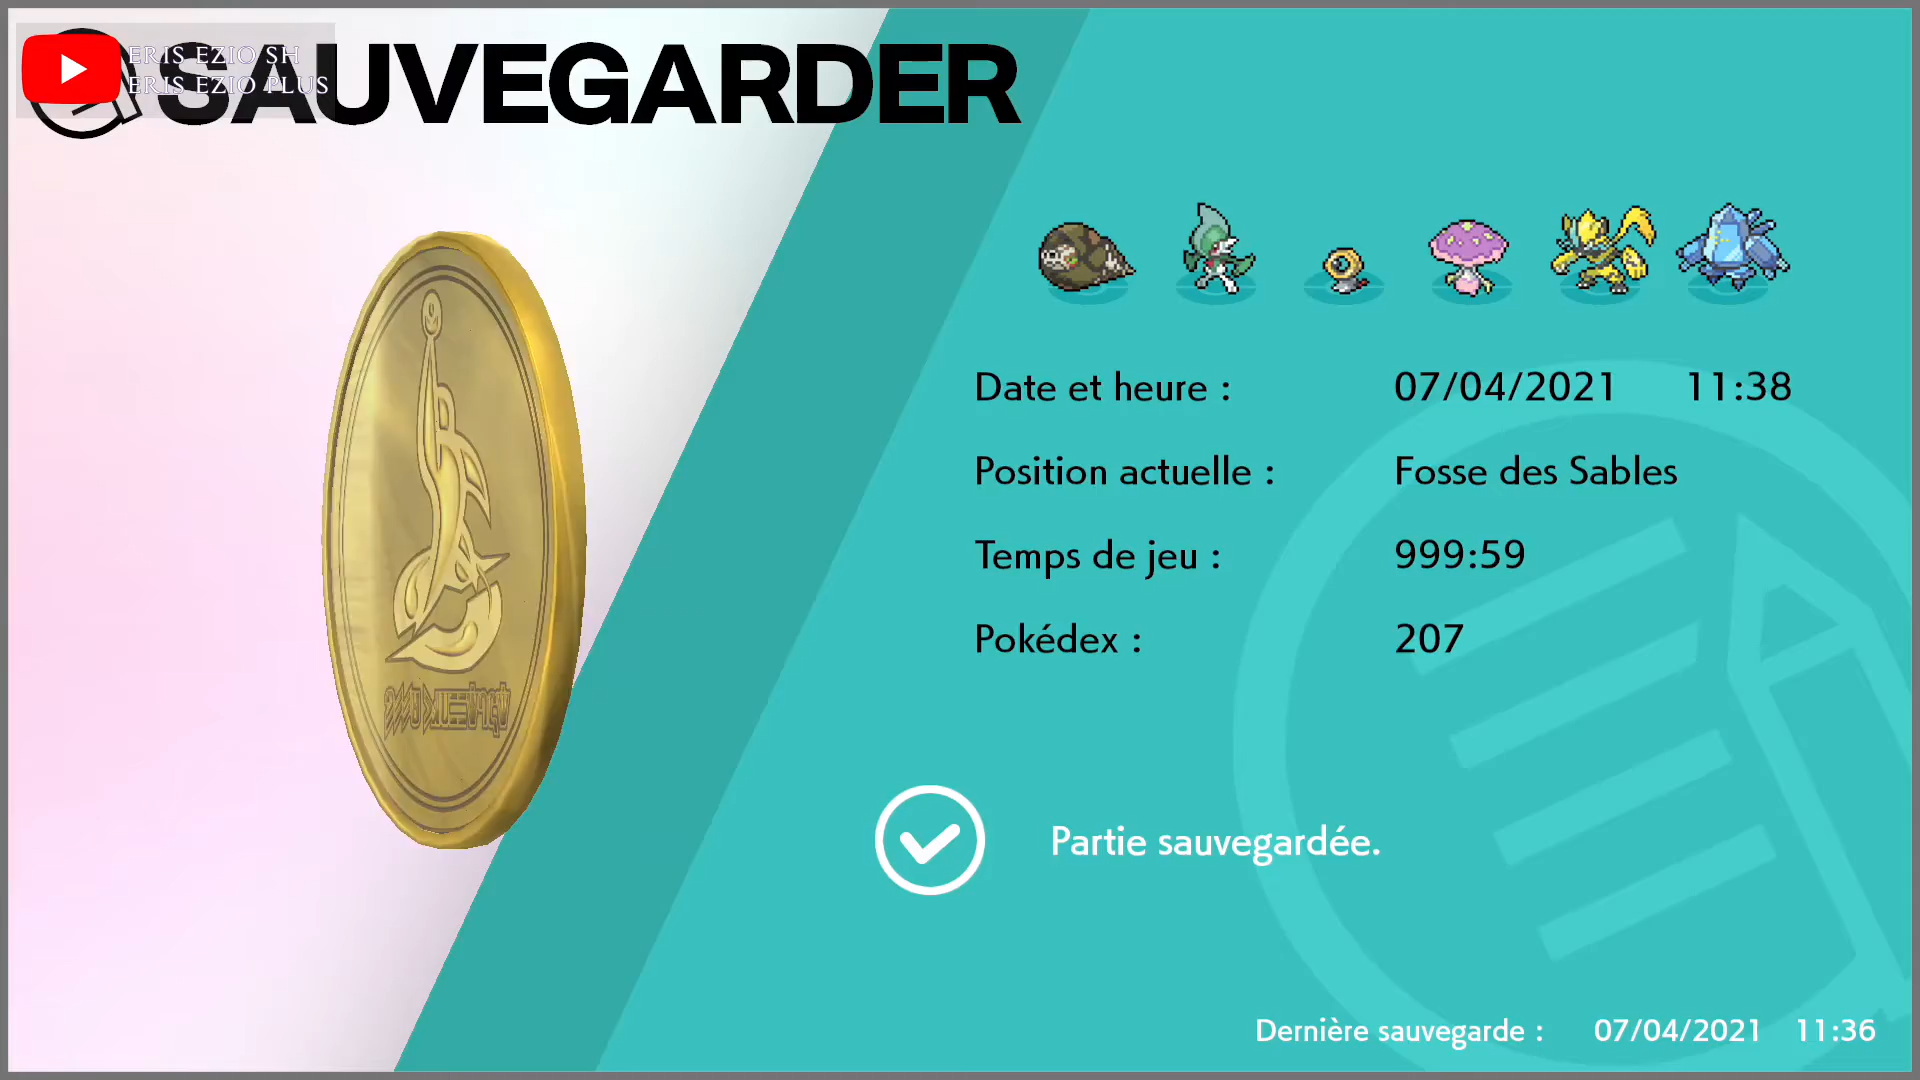 ERIS EZIO SH
ERIS EZIO PLUS
SAUVEGARDER
Date et heure : 07/04/2021 11:38
Position actuelle : Fosse des Sables
Temps de jeu : 999:59
Pokédex : 207
Partie sauvegardée.
Dernière sauvegarde : 07/04/2021 11:36